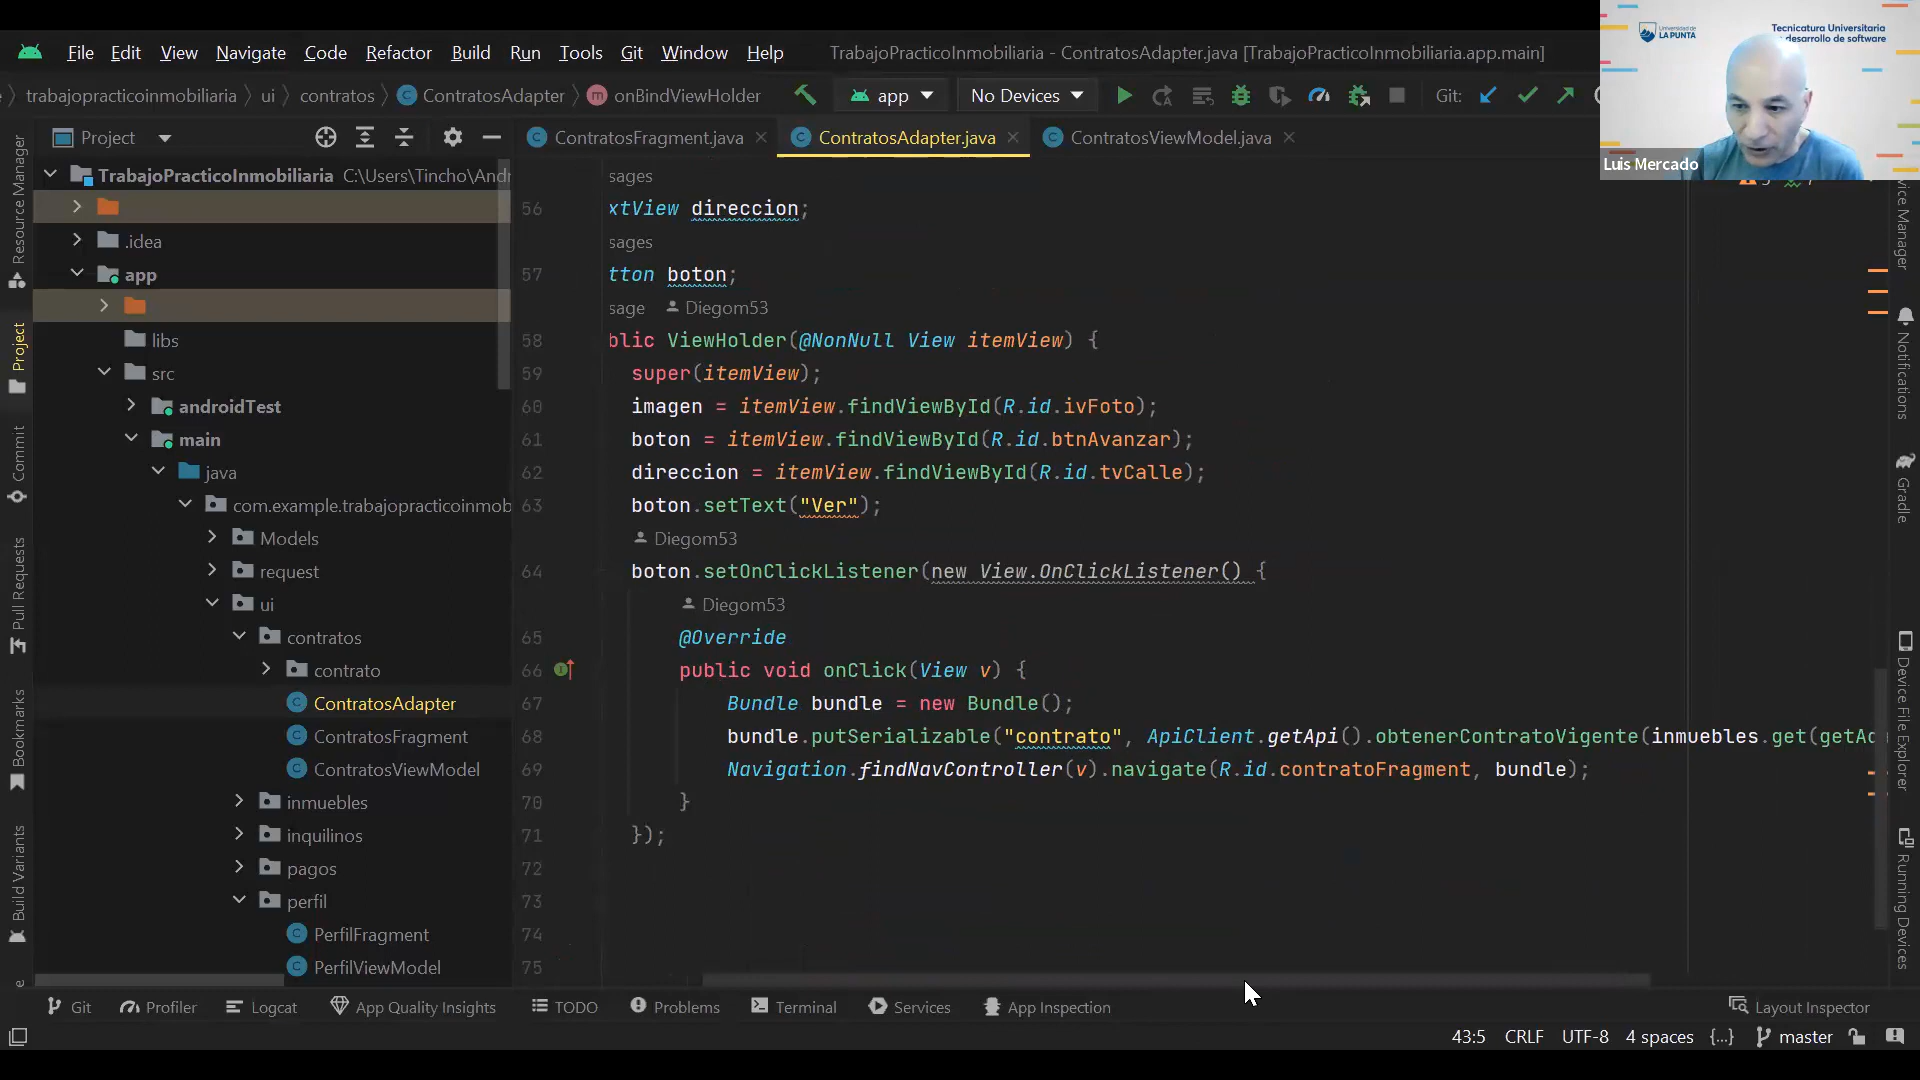 File Edit View Navigate Code Refactor Build Run Tools Git Window Help TrabajoPracticoInmobiliaria - ContratosAdapter.java [TrabajoPracticoInmobiliaria.app.main]
trabajopracticoinmobiliaria ui contratos ContratosAdapter onBindViewHolder app No Devices Git:
Universidad de
LA PUNTA
Tecnicatura Universitaria
desarrollo de software
Luis Mercado
Project
ContratosFragment.java ContratosAdapter.java ContratosViewModel.java
TrabajoPracticoInmobiliaria C:\Users\Tincho\Andr
.idea
app
libs
src
androidTest
main
java
com.example.trabajopracticoinmob
Models
request
ui
contratos
contrato
ContratosAdapter
ContratosFragment
ContratosViewModel
inmuebles
inquilinos
pagos
perfil
PerfilFragment
PerfilViewModel
sages
56 xtView direccion;
sages
57 tton boton;
sage Diegom53
58 blic ViewHolder(@NonNull View itemView) {
59 super(itemView);
60 imagen = itemView.findViewById(R.id.ivFoto);
61 boton = itemView.findViewById(R.id.btnAvanzar);
62 direccion = itemView.findViewById(R.id.tvCalle);
63 boton.setText("Ver");
Diegom53
64 boton.setOnClickListener(new View.OnClickListener() {
Diegom53
65 @Override
66 public void onClick(View v) {
67 Bundle bundle = new Bundle();
68 bundle.putSerializable("contrato", ApiClient.getApi().obtenerContratoVigente(inmuebles.get(getAd
69 Navigation.findNavController(v).navigate(R.id.contratoFragment, bundle);
70 }
71 });
72
73
74
75
Resource Manager
Project
Commit
Pull Requests
Bookmarks
Build Variants
vice Manager
Notifications
Gradle
Device File Explorer
Running Devices
Git Profiler Logcat App Quality Insights TODO Problems Terminal Services App Inspection Layout Inspector
43:5 CRLF UTF-8 4 spaces {...} master